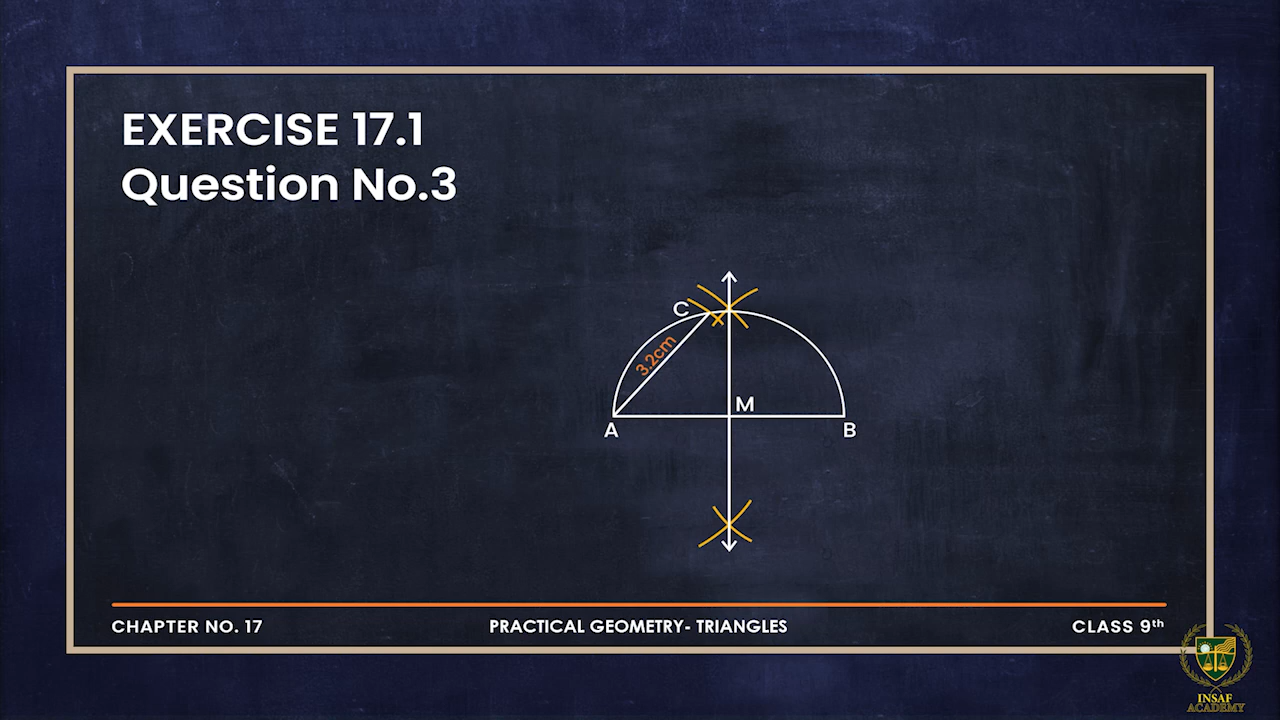 EXERCISE 17.1
Question No.3
C
3.2cm
M
A
B
CHAPTER NO. 17
PRACTICAL GEOMETRY- TRIANGLES
CLASS 9th
INSAF
ACADEMY